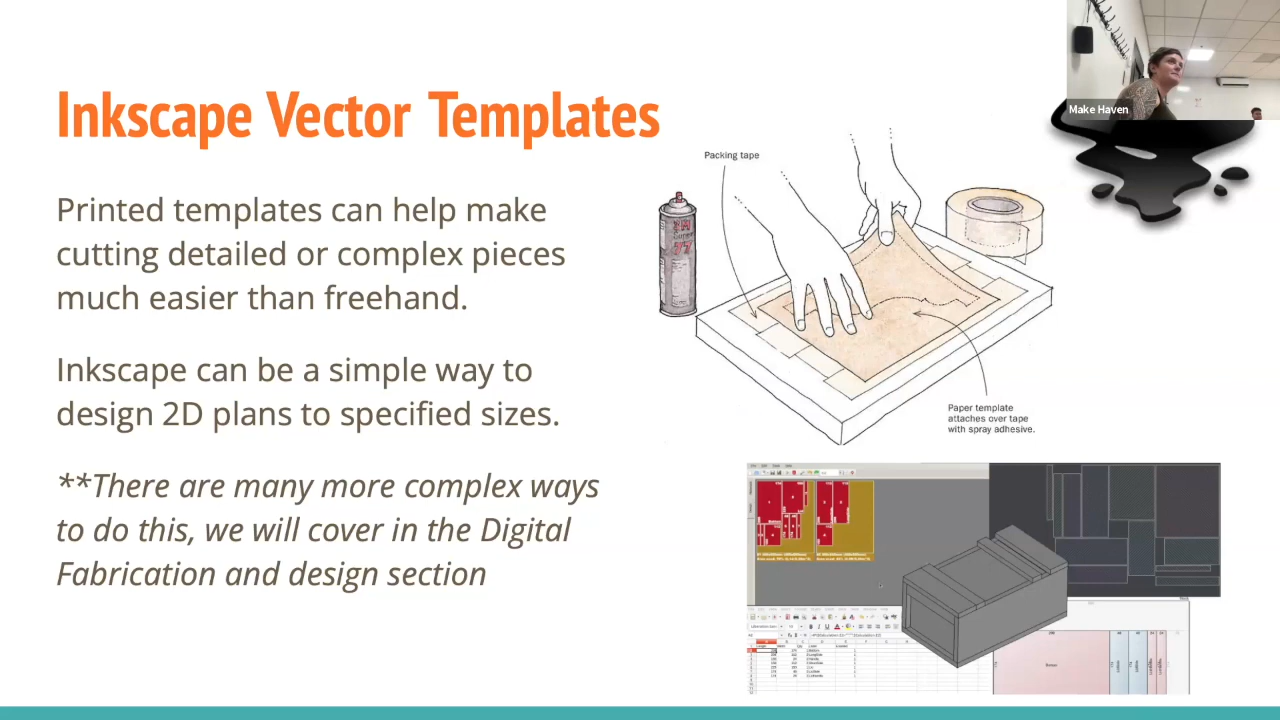 Make Haven
Inkscape Vector Templates
Printed templates can help make
cutting detailed or complex pieces
much easier than freehand.
Inkscape can be a simple way to
design 2D plans to specified sizes.
**There are many more complex ways
to do this, we will cover in the Digital
Fabrication and design section
Packing tape
77
Paper template
attaches over tape
with spray adhesive.